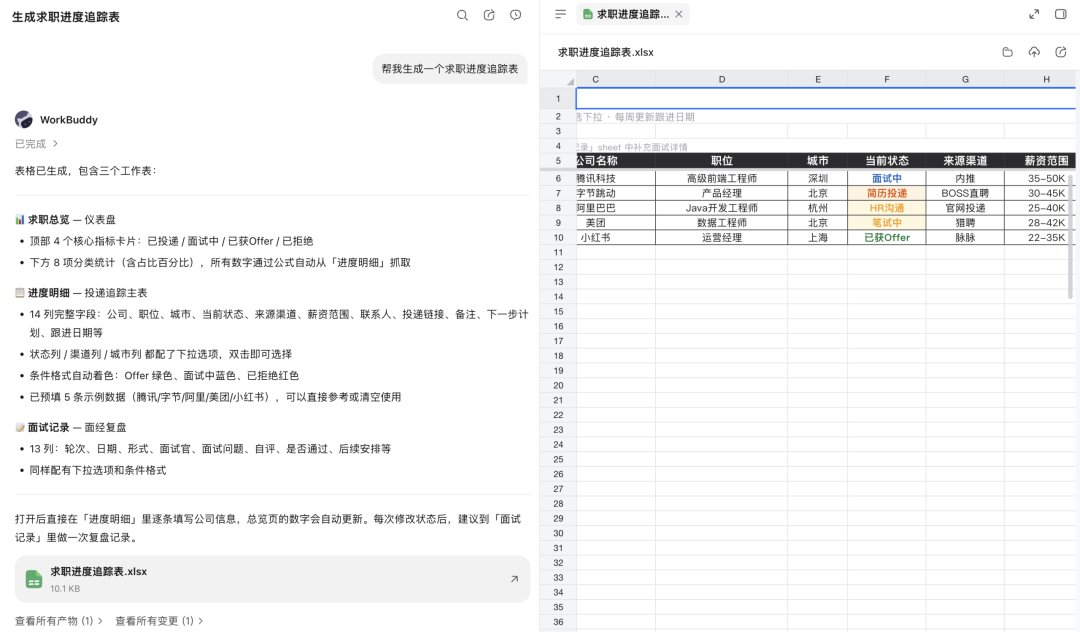 生成求职进度追踪表
帮我生成一个求职进度追踪表
WorkBuddy
已完成 >
表格已生成，包含三个工作表：
求职总览 — 仪表盘
• 顶部 4 个核心指标卡片：已投递 / 面试中 / 已获Offer / 已拒绝
• 下方 8 项分类统计（含占比百分比），所有数字通过公式自动从「进度明细」抓取
进度明细 — 投递追踪主表
• 14 列完整字段：公司、职位、城市、当前状态、来源渠道、薪资范围、联系人、投递链接、备注、下一步计
划、跟进日期等
• 状态列 / 渠道列 / 城市列 都配了下拉选项，双击即可选择
• 条件格式自动着色：Offer 绿色、面试中蓝色、已拒绝红色
• 已预填 5 条示例数据（腾讯/字节/阿里/美团/小红书），可以直接参考或清空使用
面试记录 — 面经复盘
• 13 列：轮次、日期、形式、面试官、面试问题、自评、是否通过、后续安排等
• 同样配有下拉选项和条件格式
打开后直接在「进度明细」里逐条填写公司信息，总览页的数字会自动更新。每次修改状态后，建议到「面试
记录」里做一次复盘记录。
求职进度追踪表.xlsx
10.1 KB
查看所有产物 (1) > 查看所有变更 (1) >
求职进度追踪... ×
求职进度追踪表.xlsx
C D E F G H
1
2 下拉 · 每周更新跟进日期
3
4 记录」sheet 中补充面试详情
5 公司名称 职位 城市 当前状态 来源渠道 薪资范围
6 腾讯科技 高级前端工程师 深圳 面试中 内推 35-50K
7 字节跳动 产品经理 北京 简历投递 BOSS直聘 30-45K
8 阿里巴巴 Java开发工程师 杭州 HR沟通 官网投递 25-40K
9 美团 数据工程师 北京 笔试中 猎聘 28-42K
10 小红书 运营经理 上海 已获Offer 脉脉 22-35K
11
12
13
14
15
16
17
18
19
20
21
22
23
24
25
26
27
28
29
30
31
32
33
34
35
36